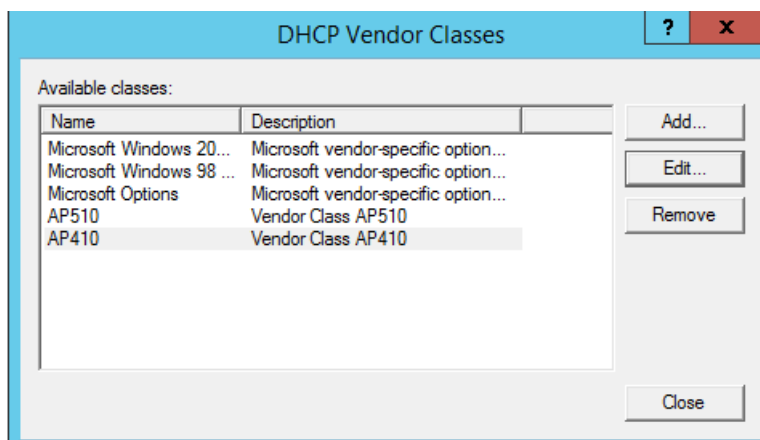 DHCP Vendor Classes
?
x
Available classes:
Name Description
Microsoft Windows 20... Microsoft vendor-specific option...
Microsoft Windows 98 ... Microsoft vendor-specific option...
Microsoft Options Microsoft vendor-specific option...
AP510 Vendor Class AP510
AP410 Vendor Class AP410
Add...
Edit...
Remove
Close